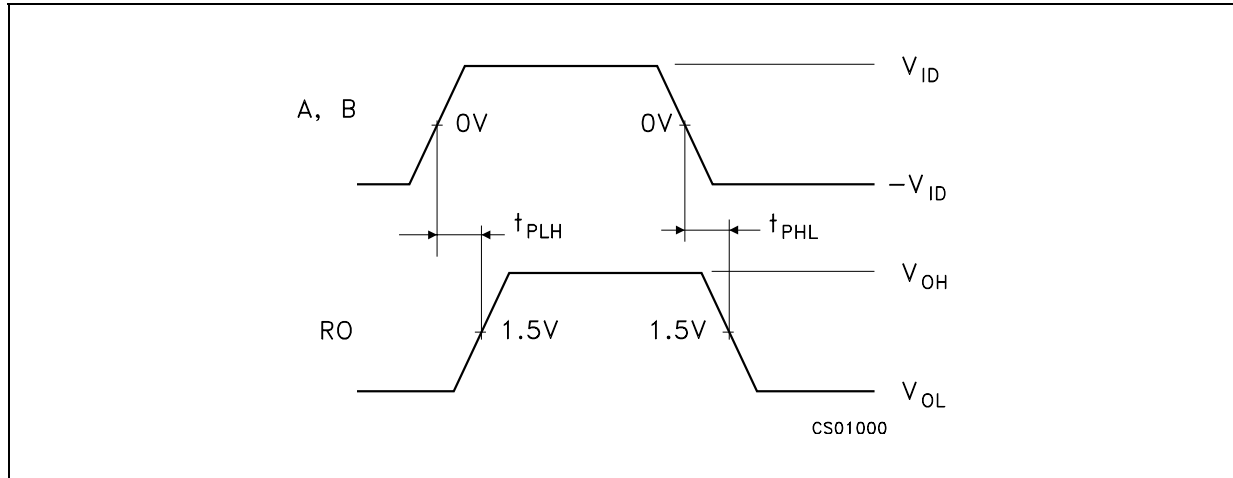 V_ID
A, B
0V 0V
-V_ID
t_PLH t_PHL
V_OH
RO 1.5V 1.5V
V_OL
CS01000